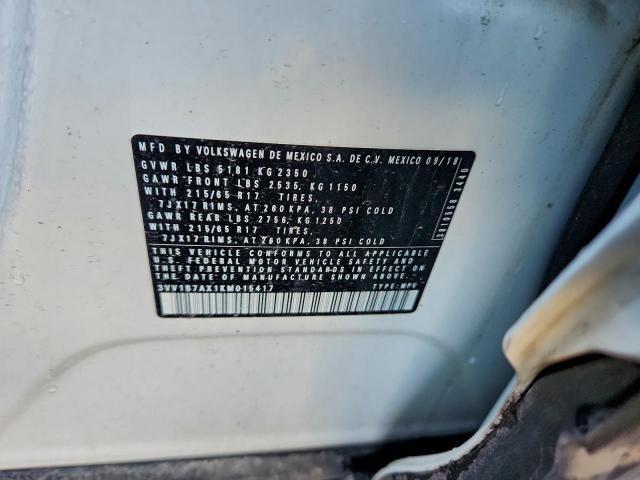 MFD BY VOLKSWAGEN DE MEXICO S.A. DE C.V. MEXICO 09/18
GVWR LBS 5181 KG 2350
GAWR FRONT LBS 2535, KG 1150
WITH 215/65 R17 TIRES,
7JX17 RIMS, AT 260 KPA, 38 PSI COLD
GAWR REAR LBS 2756, KG 1250
WITH 215/65 R17 TIRES,
7JX17 RIMS, AT 260 KPA, 38 PSI COLD
THIS VEHICLE CONFORMS TO ALL APPLICABLE
U.S. FEDERAL MOTOR VEHICLE SAFETY AND
THEFT PREVENTION STANDARDS IN EFFECT ON
THE DATE OF MANUFACTURE SHOWN ABOVE.
TYPE: MPV